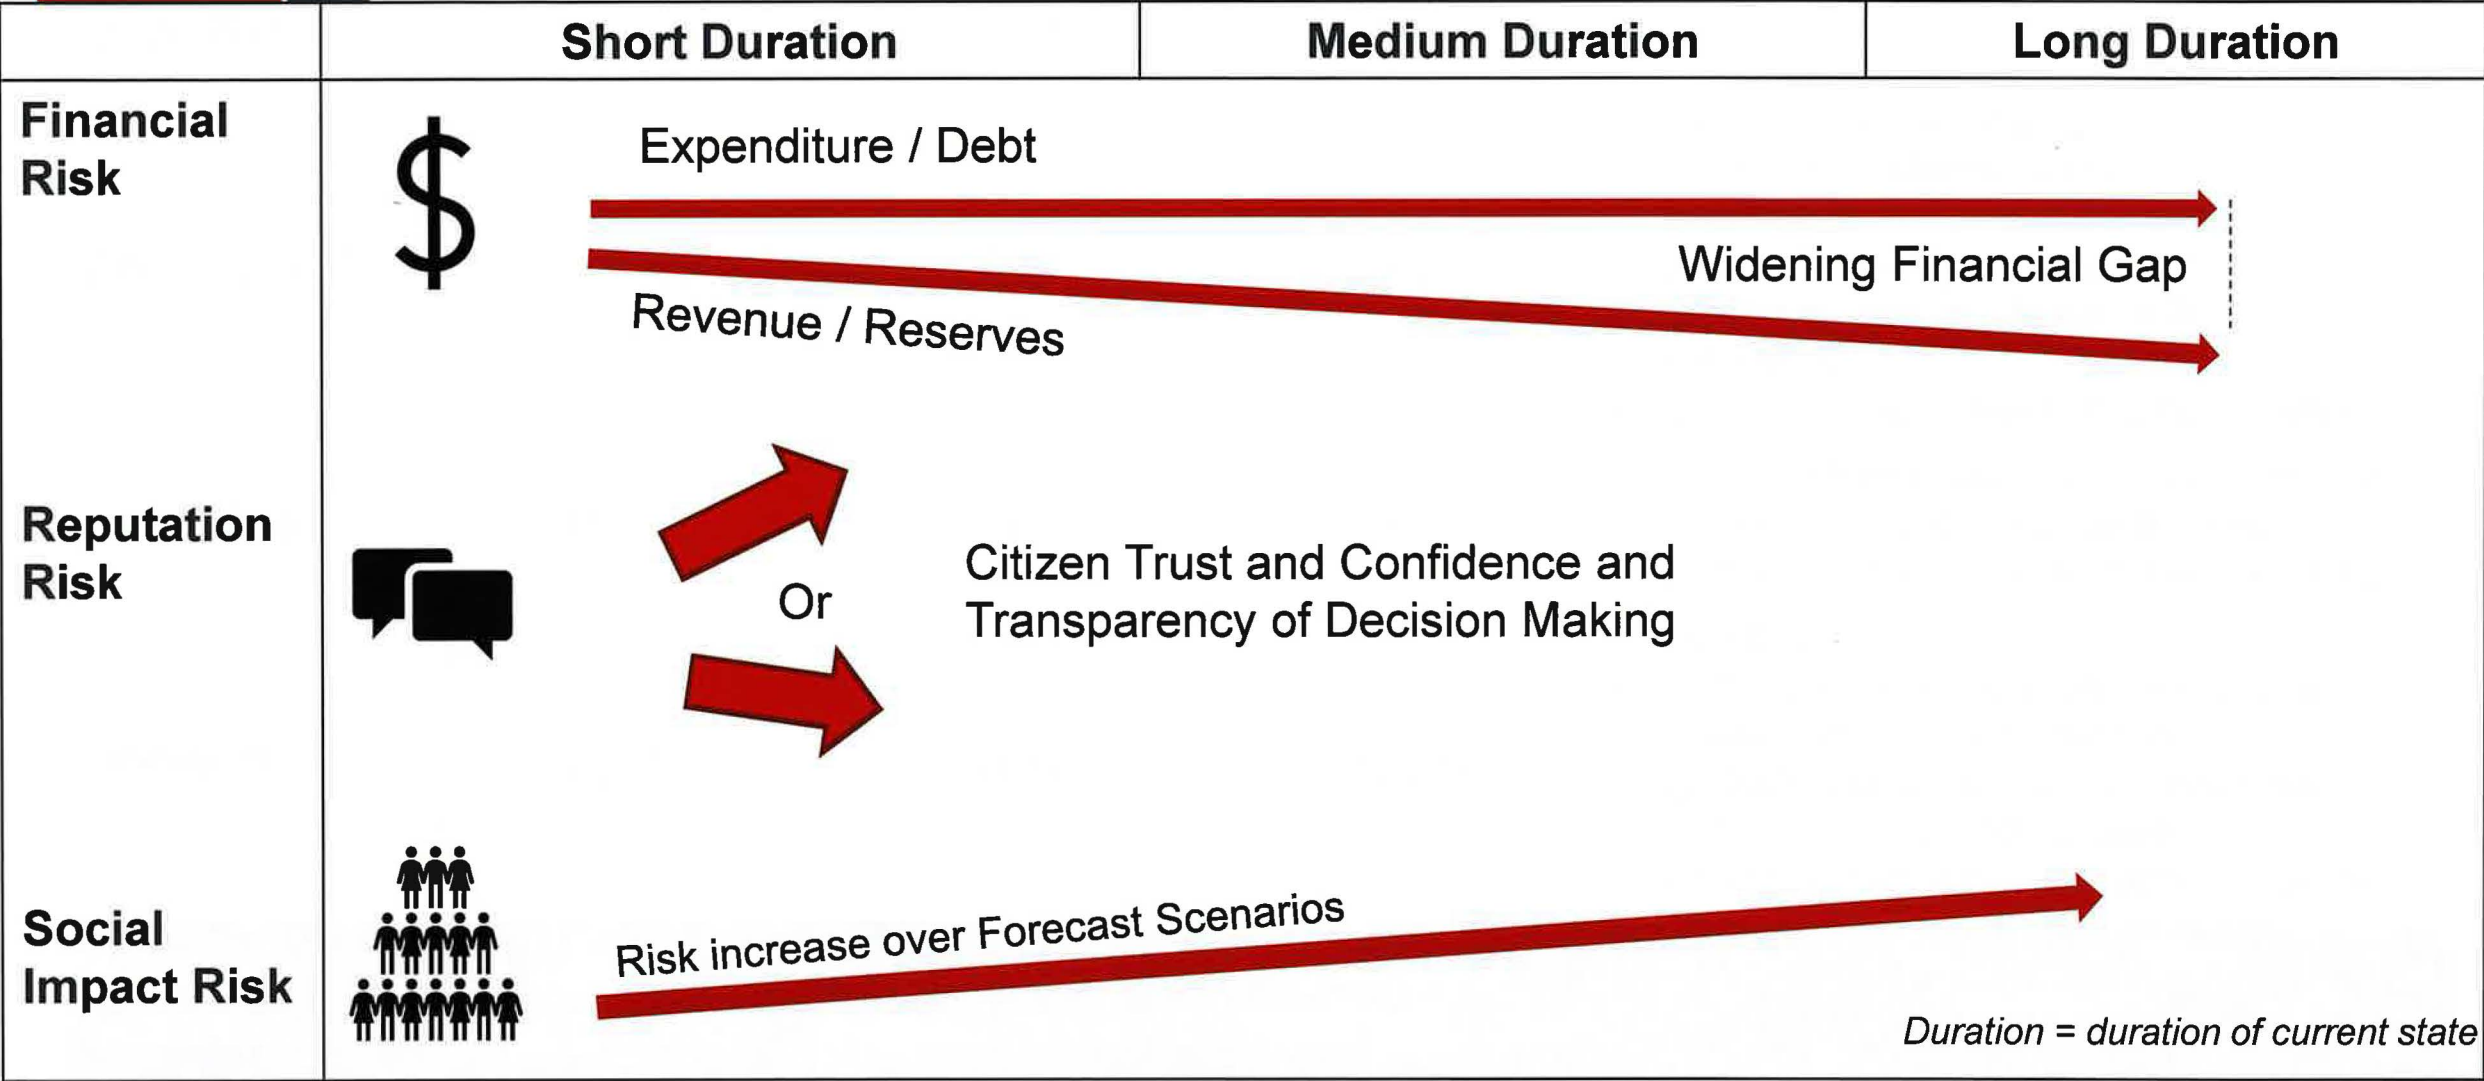 Short Duration
Medium Duration
Long Duration
Financial
Risk
$
Expenditure / Debt
Widening Financial Gap
Revenue / Reserves
Reputation
Risk
Or
Citizen Trust and Confidence and
Transparency of Decision Making
Social
Impact Risk
Risk increase over Forecast Scenarios
Duration = duration of current state